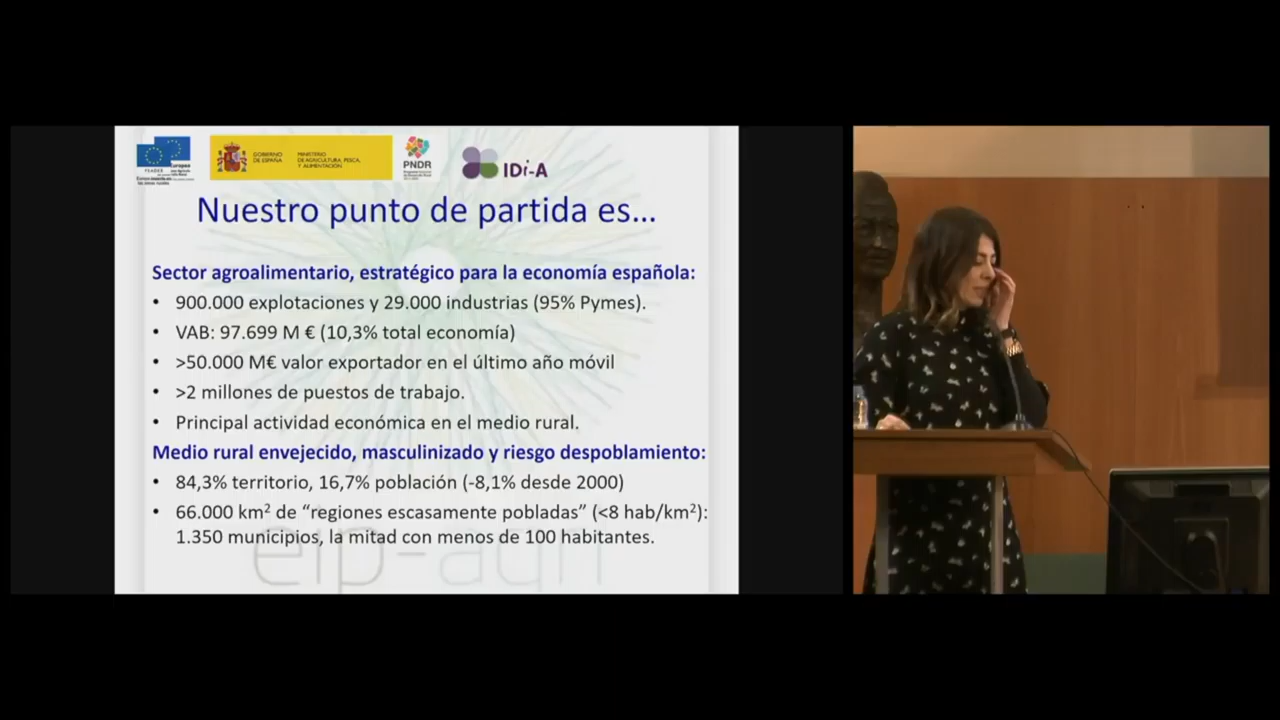 Europeo
GOBIERNO
DE ESPAÑA
MINISTERIO
DE AGRICULTURA, PESCA,
Y ALIMENTACIÓN
PNDR
IDi-A
Nuestro punto de partida es...
Sector agroalimentario, estratégico para la economía española:
• 900.000 explotaciones y 29.000 industrias (95% Pymes).
• VAB: 97.699 M € (10,3% total economía)
• >50.000 M€ valor exportador en el último año móvil
• >2 millones de puestos de trabajo.
• Principal actividad económica en el medio rural.
Medio rural envejecido, masculinizado y riesgo despoblamiento:
• 84,3% territorio, 16,7% población (-8,1% desde 2000)
• 66.000 km² de “regiones escasamente pobladas” (<8 hab/km²):
1.350 municipios, la mitad con menos de 100 habitantes.
eip-agri